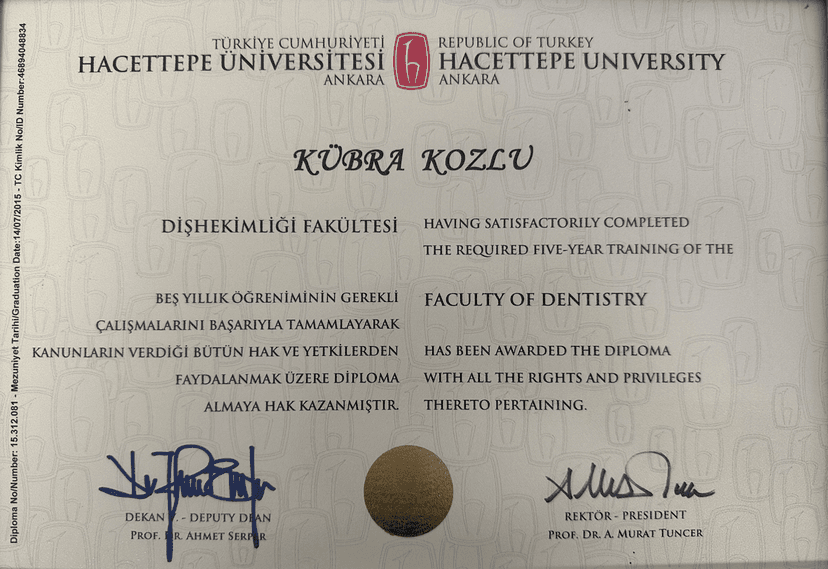 TÜRKİYE CUMHURİYETİ
HACETTEPE ÜNİVERSİTESİ
ANKARA
REPUBLIC OF TURKEY
HACETTEPE UNIVERSITY
ANKARA
KÜBRA KOZLU
DİŞHEKİMLİĞİ FAKÜLTESİ
BEŞ YILLIK ÖĞRENİMİNİN GEREKLİ
ÇALIŞMALARINI BAŞARIYLA TAMAMLAYARAK
KANUNLARIN VERDİĞİ BÜTÜN HAK VE YETKİLERDEN
FAYDALANMAK ÜZERE DİPLOMA
ALMAYA HAK KAZANMIŞTIR.
HAVING SATISFACTORILY COMPLETED
THE REQUIRED FIVE-YEAR TRAINING OF THE
FACULTY OF DENTISTRY
HAS BEEN AWARDED THE DIPLOMA
WITH ALL THE RIGHTS AND PRIVILEGES
THERETO PERTAINING.
DEKAN V. - DEPUTY DEAN
PROF. DR. AHMET SERPER
REKTÖR - PRESIDENT
PROF. DR. A. MURAT TUNCER
Diploma No/Number: 15.312.081 - Mezuniyet Tarihi/Graduation Date:14/07/2015 - TC Kimlik No/ID Number:46894048834